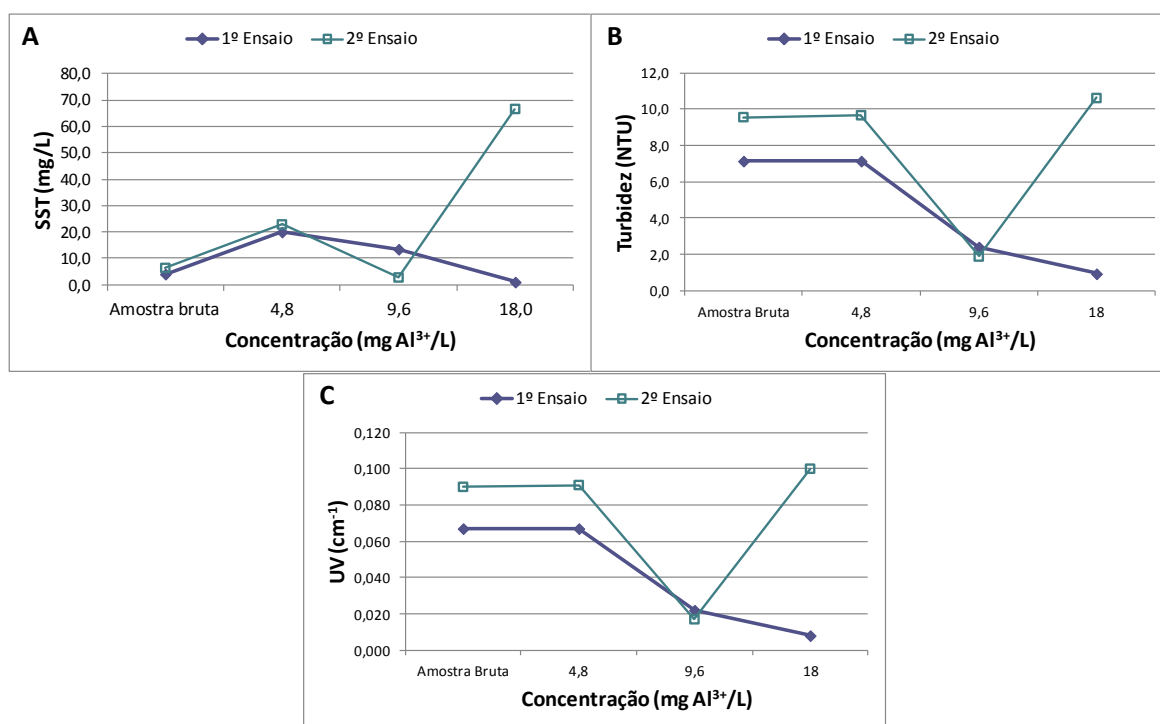 A
1º Ensaio 2º Ensaio
SST (mg/L)
80,0
70,0
60,0
50,0
40,0
30,0
20,0
10,0
0,0
Amostra bruta 4,8 9,6 18,0
Concentração (mg Al³⁺/L)
B
1º Ensaio 2º Ensaio
Turbidez (NTU)
12,0
10,0
8,0
6,0
4,0
2,0
0,0
Amostra Bruta 4,8 9,6 18
Concentração (mg Al³⁺/L)
C
1º Ensaio 2º Ensaio
UV (cm⁻¹)
0,120
0,100
0,080
0,060
0,040
0,020
0,000
Amostra Bruta 4,8 9,6 18
Concentração (mg Al³⁺/L)